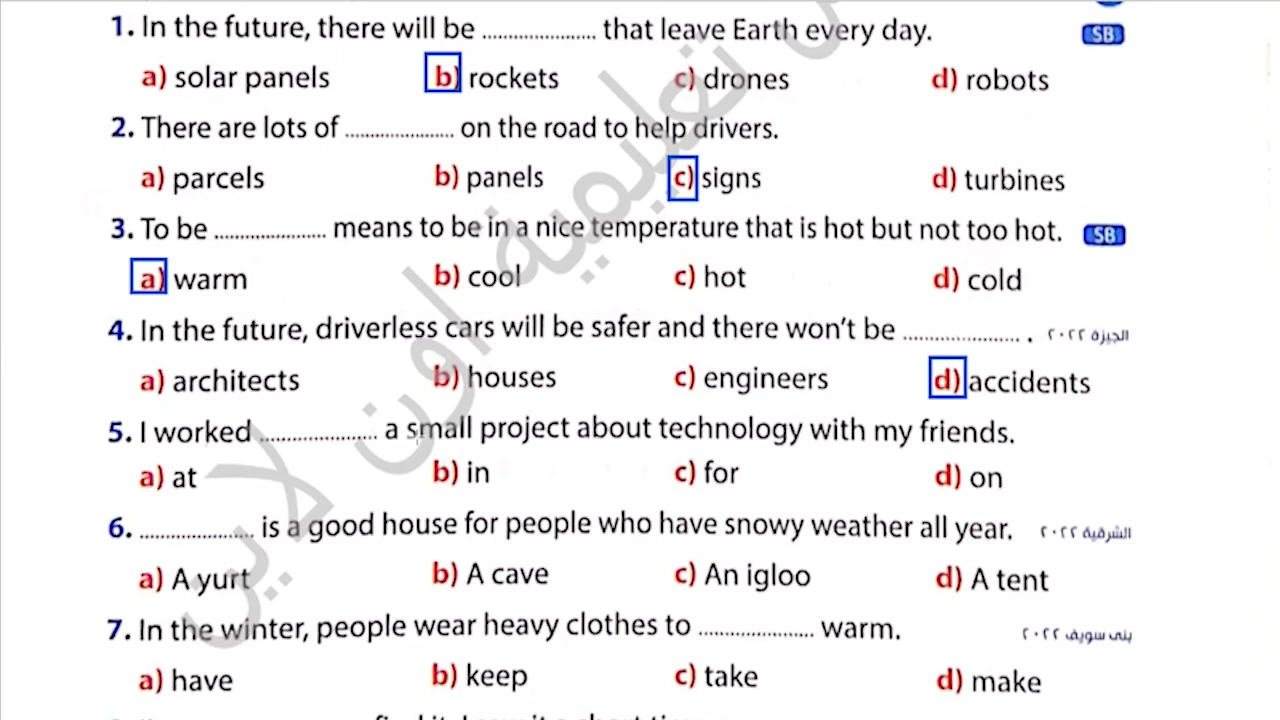 1. In the future, there will be ..................... that leave Earth every day. SB
a) solar panels b) rockets c) drones d) robots
2. There are lots of .................... on the road to help drivers.
a) parcels b) panels c) signs d) turbines
3. To be ..................... means to be in a nice temperature that is hot but not too hot. SB
a) warm b) cool c) hot d) cold
4. In the future, driverless cars will be safer and there won't be ..................... . الجيزة ٢٠٢٢
a) architects b) houses c) engineers d) accidents
5. I worked ..................... a small project about technology with my friends.
a) at b) in c) for d) on
6. ..................... is a good house for people who have snowy weather all year. الشرقية ٢٠٢٢
a) A yurt b) A cave c) An igloo d) A tent
7. In the winter, people wear heavy clothes to ..................... warm. بنى سويف ٢٠٢٢
a) have b) keep c) take d) make
تعليمية اون لاين